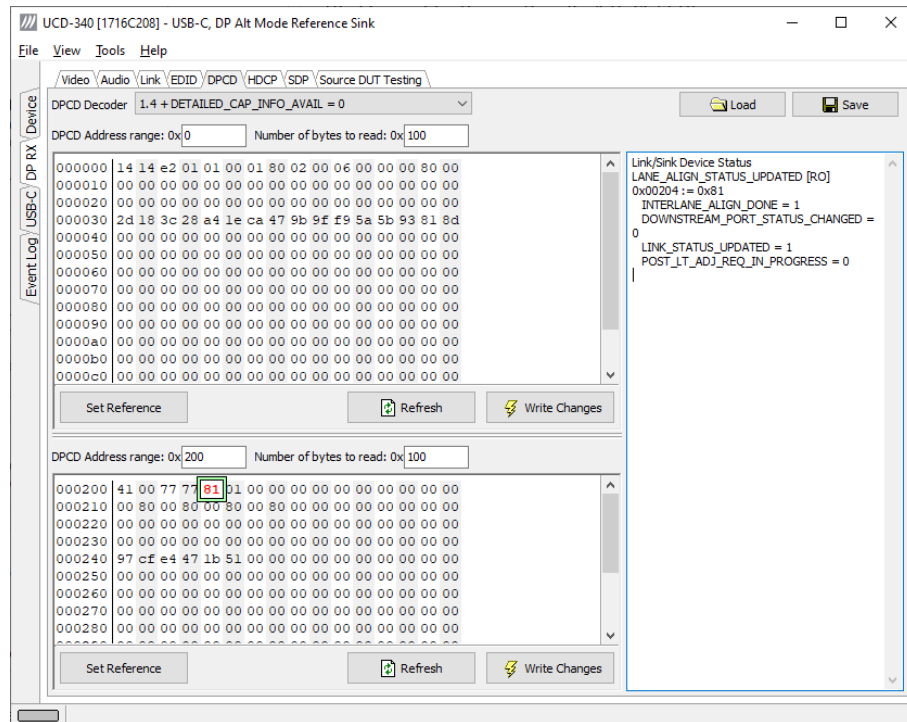 UCD-340 [1716C208] - USB-C, DP Alt Mode Reference Sink
File View Tools Help
Video Audio Link EDID DPCD HDCP SDP Source DUT Testing
Device
DP RX
USB-C
Event Log
DPCD Decoder 1.4 + DETAILED_CAP_INFO_AVAIL = 0
Load Save
DPCD Address range: 0x 0 Number of bytes to read: 0x 100
000000 14 14 e2 01 01 00 01 80 02 00 06 00 00 00 80 00
000010 00 00 00 00 00 00 00 00 00 00 00 00 00 00 00 00
000020 00 00 00 00 00 00 00 00 00 00 00 00 00 00 00 00
000030 2d 18 3c 28 a4 1e ca 47 9b 9f f9 5a 5b 93 81 8d
000040 00 00 00 00 00 00 00 00 00 00 00 00 00 00 00 00
000050 00 00 00 00 00 00 00 00 00 00 00 00 00 00 00 00
000060 00 00 00 00 00 00 00 00 00 00 00 00 00 00 00 00
000070 00 00 00 00 00 00 00 00 00 00 00 00 00 00 00 00
000080 00 00 00 00 00 00 00 00 00 00 00 00 00 00 00 00
000090 00 00 00 00 00 00 00 00 00 00 00 00 00 00 00 00
0000a0 00 00 00 00 00 00 00 00 00 00 00 00 00 00 00 00
0000b0 00 00 00 00 00 00 00 00 00 00 00 00 00 00 00 00
0000c0 00 00 00 00 00 00 00 00 00 00 00 00 00 00 00 00
Set Reference Refresh Write Changes
DPCD Address range: 0x 200 Number of bytes to read: 0x 100
000200 41 00 77 77 81 01 00 00 00 00 00 00 00 00 00 00
000210 00 80 00 80 00 80 00 80 00 00 00 00 00 00 00 00
000220 00 00 00 00 00 00 00 00 00 00 00 00 00 00 00 00
000230 00 00 00 00 00 00 00 00 00 00 00 00 00 00 00 00
000240 97 cf e4 47 1b 51 00 00 00 00 00 00 00 00 00 00
000250 00 00 00 00 00 00 00 00 00 00 00 00 00 00 00 00
000260 00 00 00 00 00 00 00 00 00 00 00 00 00 00 00 00
000270 00 00 00 00 00 00 00 00 00 00 00 00 00 00 00 00
000280 00 00 00 00 00 00 00 00 00 00 00 00 00 00 00 00
Set Reference Refresh Write Changes
Link/Sink Device Status
LANE_ALIGN_STATUS_UPDATED [RO]
0x00204 := 0x81
INTERLANE_ALIGN_DONE = 1
DOWNSTREAM_PORT_STATUS_CHANGED =
0
LINK_STATUS_UPDATED = 1
POST_LT_ADJ_REQ_IN_PROGRESS = 0